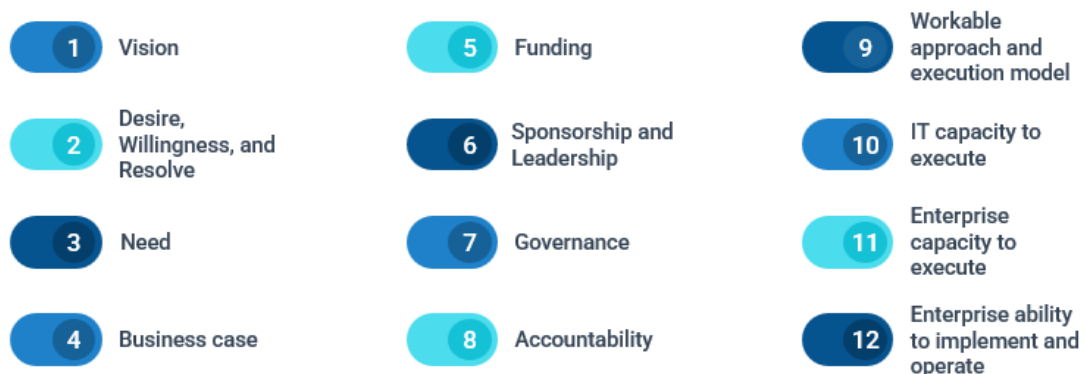 1 Vision
2 Desire,
Willingness, and
Resolve
3 Need
4 Business case
5 Funding
6 Sponsorship and
Leadership
7 Governance
8 Accountability
9 Workable
approach and
execution model
10 IT capacity to
execute
11 Enterprise
capacity to
execute
12 Enterprise ability
to implement and
operate